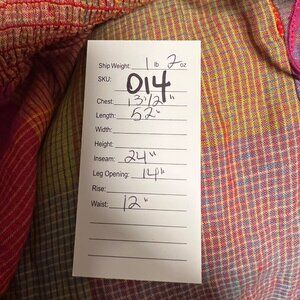 Ship Weight: 1 lb 2 oz
SKU: 014
Chest: 13 1/2"
Length: 52"
Width:
Height:
Inseam: 24"
Leg Opening: 14"
Rise:
Waist: 12"